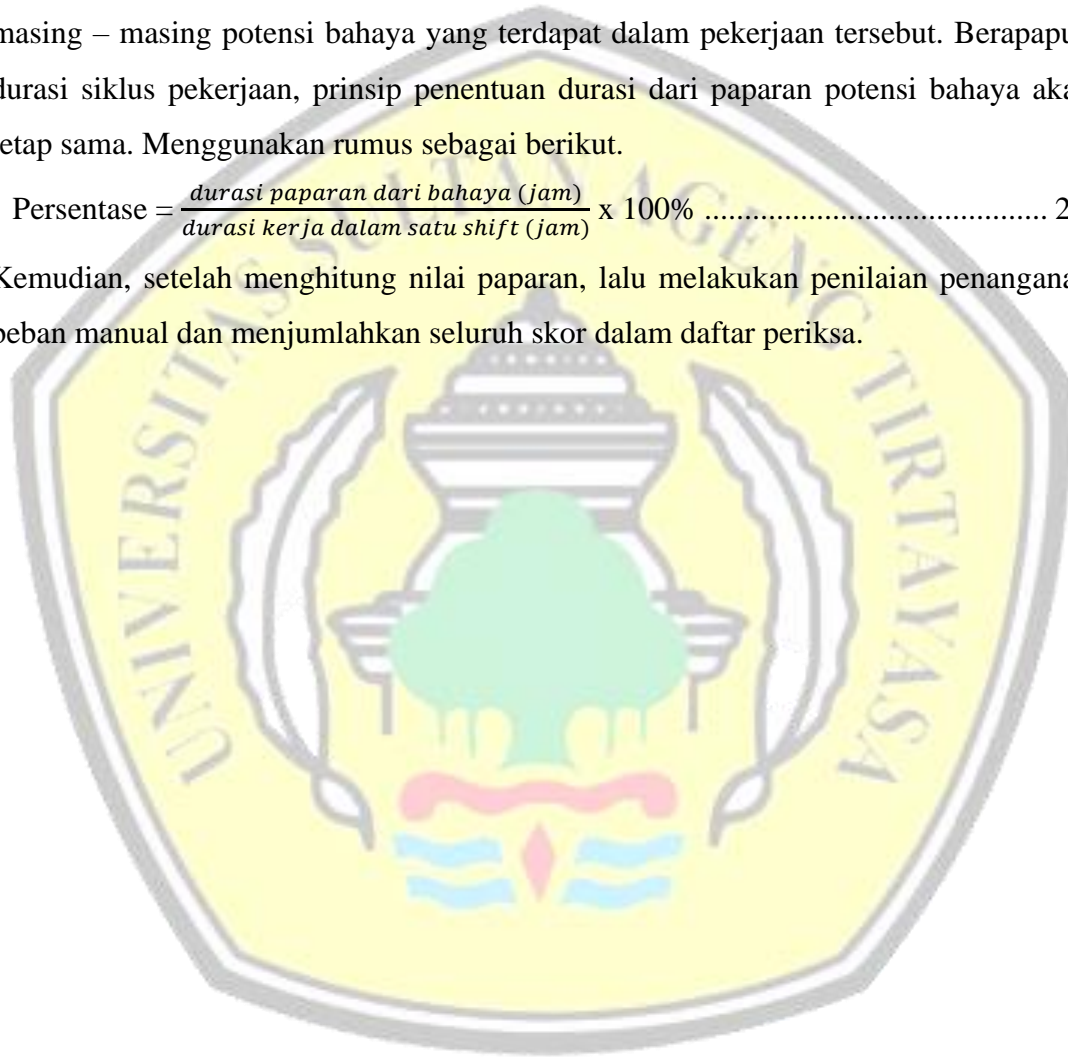 masing – masing potensi bahaya yang terdapat dalam pekerjaan tersebut. Berapapu
durasi siklus pekerjaan, prinsip penentuan durasi dari paparan potensi bahaya aka
tetap sama. Menggunakan rumus sebagai berikut.
Persentase = durasi paparan dari bahaya (jam) / durasi kerja dalam satu shift (jam) x 100% ........................................ 2
Kemudian, setelah menghitung nilai paparan, lalu melakukan penilaian penangana
beban manual dan menjumlahkan seluruh skor dalam daftar periksa.
UNIVERSITAS SULTAN AGENG TIRTAYASA